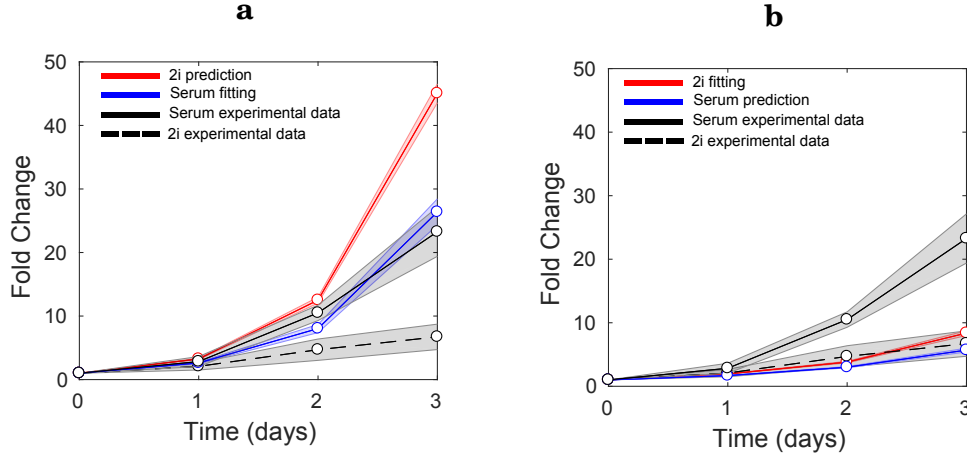 a
50
40
30
20
10
0
0
1
2
3
Fold Change
Time (days)
2i prediction
Serum fitting
Serum experimental data
2i experimental data
b
50
40
30
20
10
0
0
1
2
3
Fold Change
Time (days)
2i fitting
Serum prediction
Serum experimental data
2i experimental data